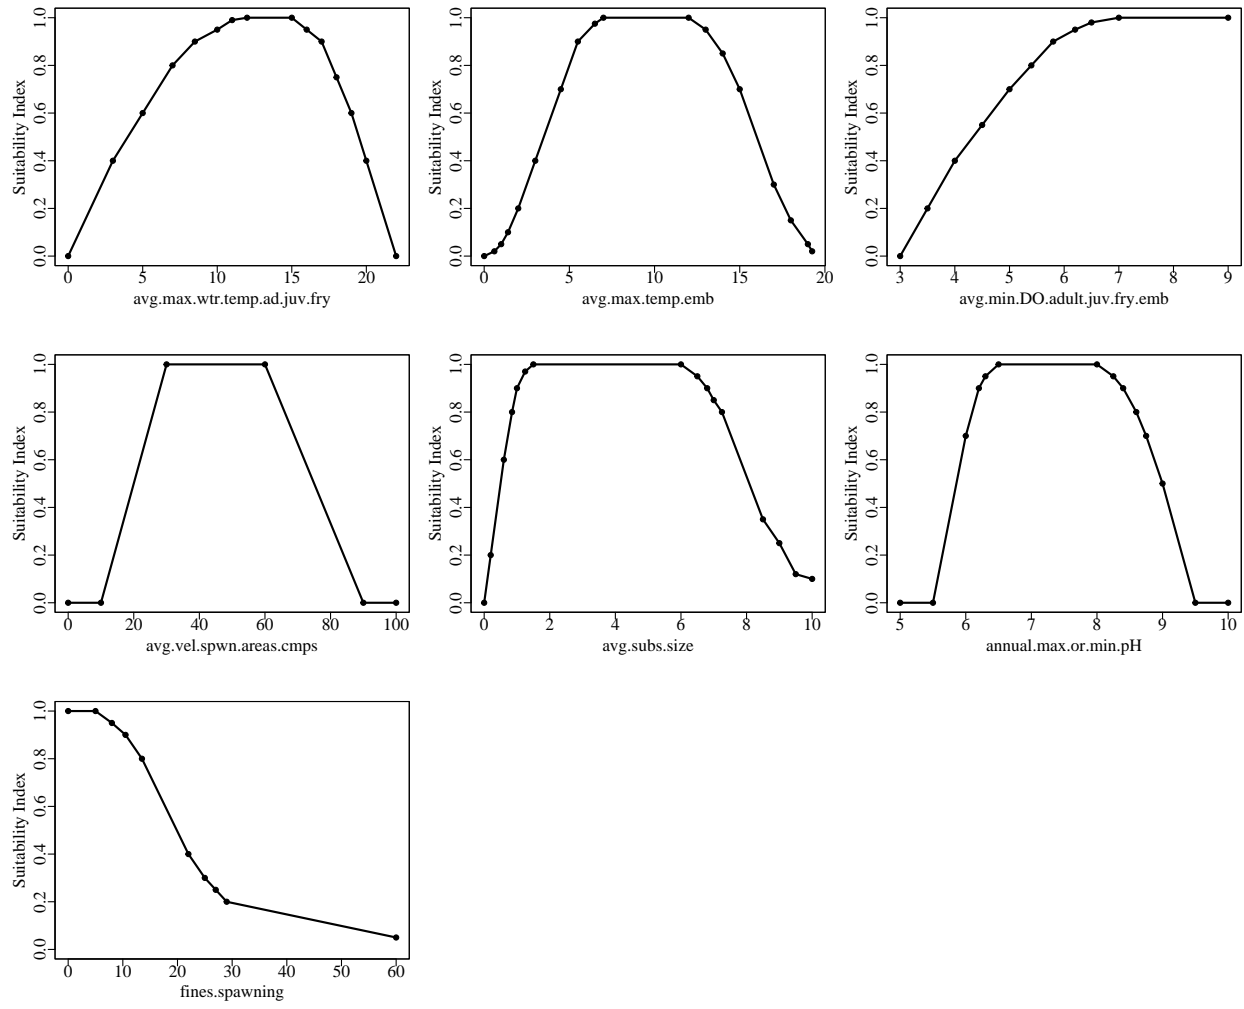 Suitability Index
0.0 0.2 0.4 0.6 0.8 1.0
0 5 10 15 20
avg.max.wtr.temp.ad.juv.fry
Suitability Index
0.0 0.2 0.4 0.6 0.8 1.0
0 5 10 15 20
avg.max.temp.emb
Suitability Index
0.0 0.2 0.4 0.6 0.8 1.0
3 4 5 6 7 8 9
avg.min.DO.adult.juv.fry.emb
Suitability Index
0.0 0.2 0.4 0.6 0.8 1.0
0 20 40 60 80 100
avg.vel.spwn.areas.cmps
Suitability Index
0.0 0.2 0.4 0.6 0.8 1.0
0 2 4 6 8 10
avg.subs.size
Suitability Index
0.0 0.2 0.4 0.6 0.8 1.0
5 6 7 8 9 10
annual.max.or.min.pH
Suitability Index
0.0 0.2 0.4 0.6 0.8 1.0
0 10 20 30 40 50 60
fines.spawning